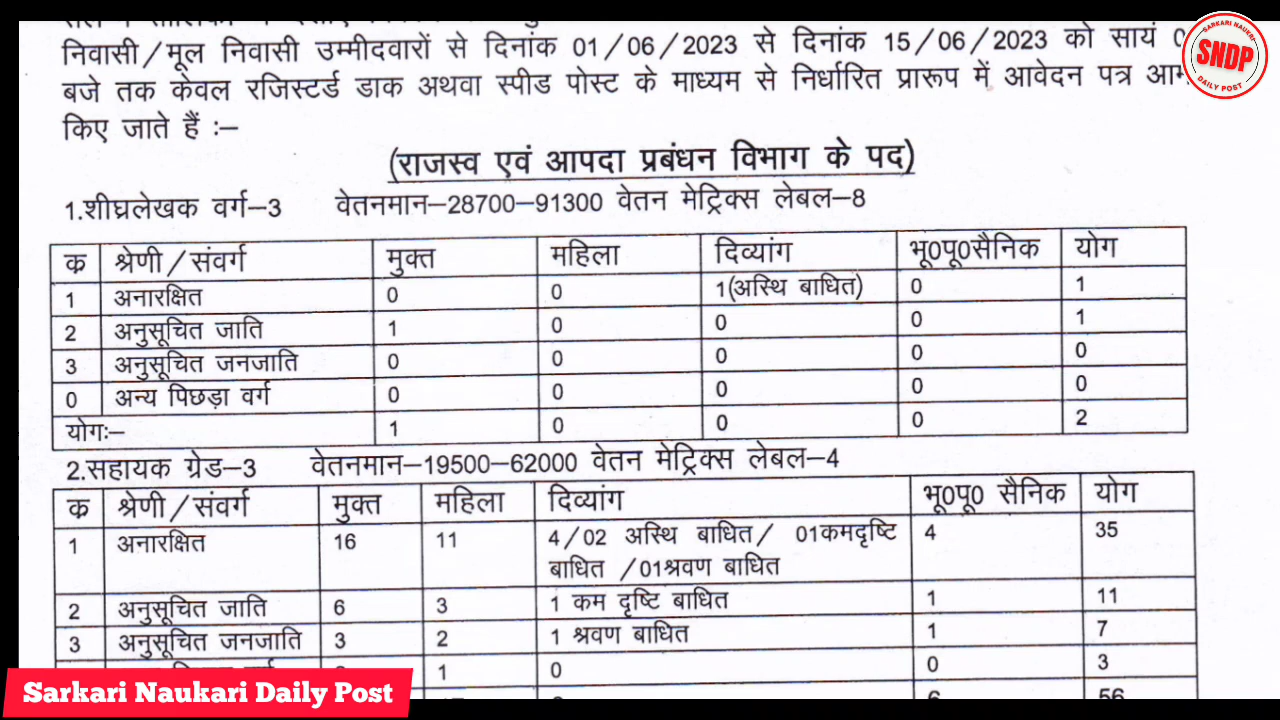 निवासी/मूल निवासी उम्मीदवारों से दिनांक 01/06/2023 से दिनांक 15/06/2023 को सायं
बजे तक केवल रजिस्टर्ड डाक अथवा स्पीड पोस्ट के माध्यम से निर्धारित प्रारूप में आवेदन पत्र
किए जाते हैं :–
SARKARI NAUKRI
SNDP
DAILY POST
(राजस्व एवं आपदा प्रबंधन विभाग के पद)
1.शीघ्रलेखक वर्ग–3 वेतनमान–28700–91300 वेतन मेट्रिक्स लेबल–8
क्र श्रेणी/संवर्ग मुक्त महिला दिव्यांग भू0पू0सैनिक योग
1 अनारक्षित 0 0 1(अस्थि बाधित) 0 1
2 अनुसूचित जाति 1 0 0 0 1
3 अनुसूचित जनजाति 0 0 0 0 0
0 अन्य पिछड़ा वर्ग 0 0 0 0 0
योगः– 1 0 0 0 2
2.सहायक ग्रेड–3 वेतनमान–19500–62000 वेतन मेट्रिक्स लेबल–4
क्र श्रेणी/संवर्ग मुक्त महिला दिव्यांग भू0पू0 सैनिक योग
1 अनारक्षित 16 11 4/02 अस्थि बाधित/ 01कमदृष्टि 4 35
बाधित /01श्रवण बाधित
2 अनुसूचित जाति 6 3 1 कम दृष्टि बाधित 1 11
3 अनुसूचित जनजाति 3 2 1 श्रवण बाधित 1 7
1 0 0 3
56
Sarkari Naukari Daily Post